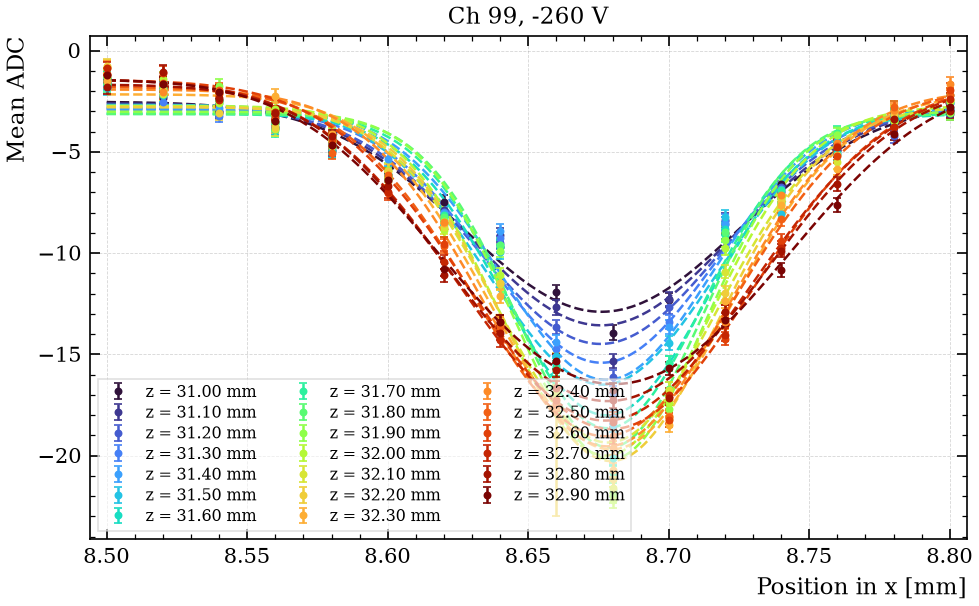 Ch 99, -260 V
Mean ADC
0
−5
−10
−15
−20
z = 31.00 mm
z = 31.10 mm
z = 31.20 mm
z = 31.30 mm
z = 31.40 mm
z = 31.50 mm
z = 31.60 mm
z = 31.70 mm
z = 31.80 mm
z = 31.90 mm
z = 32.00 mm
z = 32.10 mm
z = 32.20 mm
z = 32.30 mm
z = 32.40 mm
z = 32.50 mm
z = 32.60 mm
z = 32.70 mm
z = 32.80 mm
z = 32.90 mm
8.50 8.55 8.60 8.65 8.70 8.75 8.80
Position in x [mm]